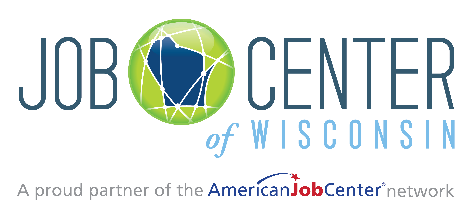 JOB CENTER
of WISCONSIN
A proud partner of the AmericanJobCenter® network